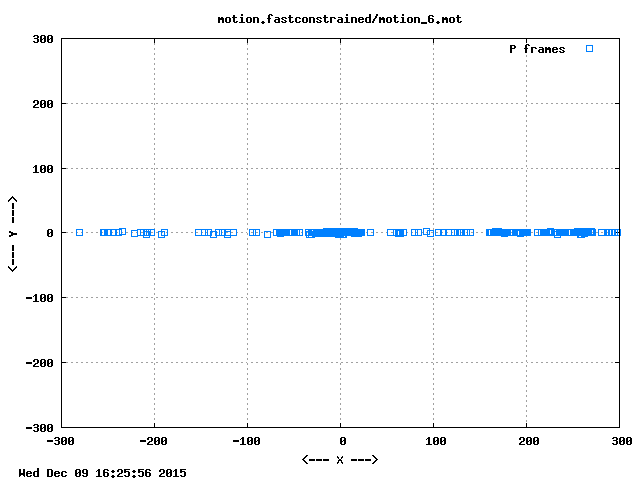 motion.fastconstrained/motion_6.mot
300
P frames
200
100
<--- Y --->
0
-100
-200
-300
-300 -200 -100 0 100 200 300
<--- X --->
Wed Dec 09 16:25:56 2015